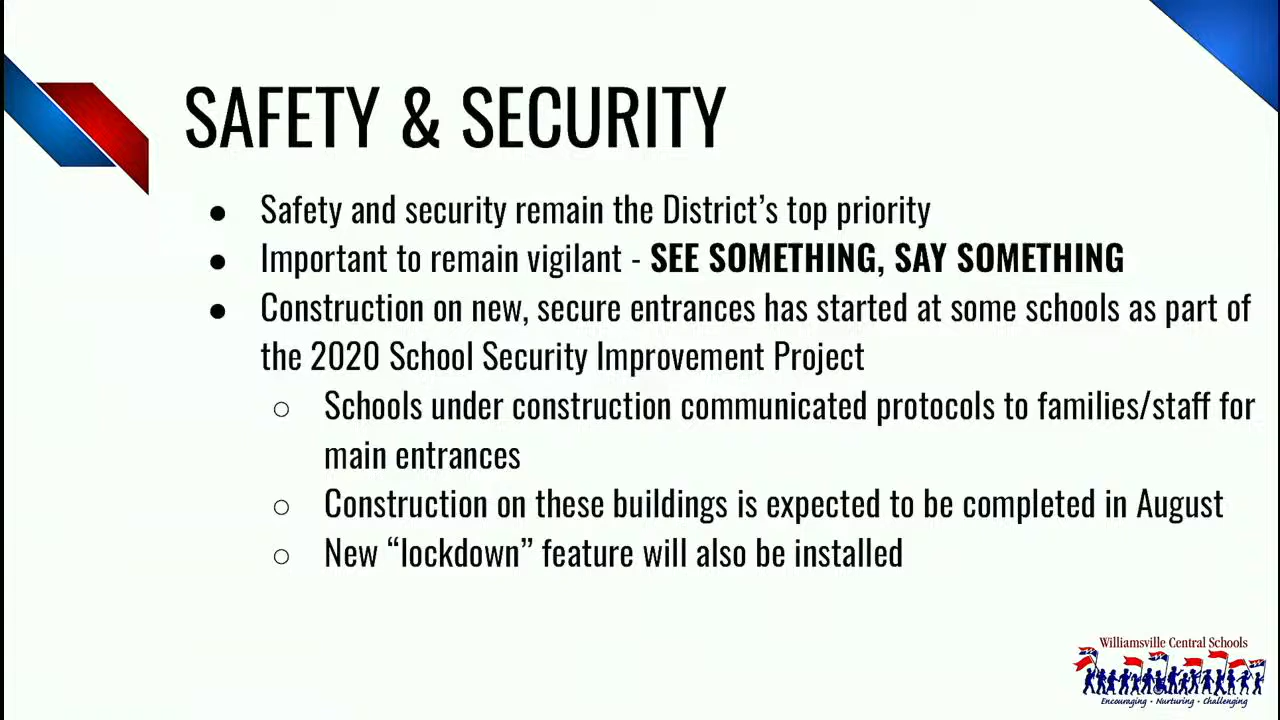 SAFETY & SECURITY
● Safety and security remain the District’s top priority
● Important to remain vigilant - SEE SOMETHING, SAY SOMETHING
● Construction on new, secure entrances has started at some schools as part of
the 2020 School Security Improvement Project
○ Schools under construction communicated protocols to families/staff for
main entrances
○ Construction on these buildings is expected to be completed in August
○ New “lockdown” feature will also be installed
Williamsville Central Schools
Encouraging • Nurturing • Challenging